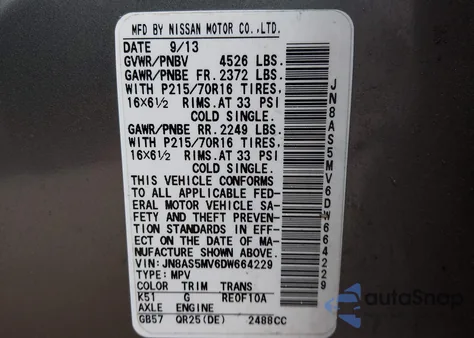 MFD BY NISSAN MOTOR CO.,LTD.
DATE 9/13
GVWR/PNBV 4526 LBS.
GAWR/PNBE FR. 2372 LBS.
WITH P215/70R16 TIRES,
16X6½ RIMS.AT 33 PSI
COLD SINGLE.
GAWR/PNBE RR. 2249 LBS.
WITH P215/70R16 TIRES,
16X6½ RIMS.AT 33 PSI
COLD SINGLE.
THIS VEHICLE CONFORMS
TO ALL APPLICABLE FED-
ERAL MOTOR VEHICLE SA-
FETY AND THEFT PREVEN-
TION STANDARDS IN EFF-
ECT ON THE DATE OF MA-
NUFACTURE SHOWN ABOVE.
VIN: JN8AS5MV6DW664229
TYPE: MPV
COLOR TRIM TRANS
K51 G RE0F10A
AXLE ENGINE
GB57 QR25(DE) 2488CC
JN8AS5MV6DW664229
autoSnap